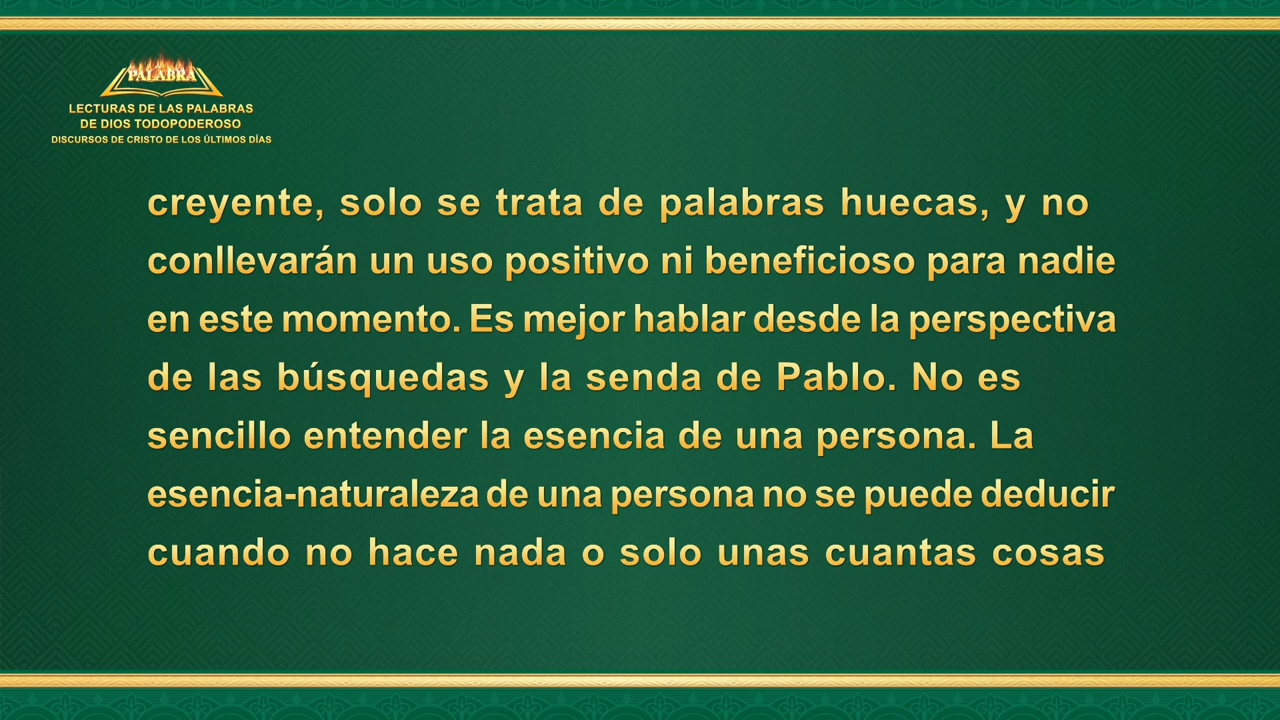 PALABRA
LECTURAS DE LAS PALABRAS
DE DIOS TODOPODEROSO
DISCURSOS DE CRISTO DE LOS ÚLTIMOS DÍAS
creyente, solo se trata de palabras huecas, y no
conllevarán un uso positivo ni beneficioso para nadie
en este momento. Es mejor hablar desde la perspectiva
de las búsquedas y la senda de Pablo. No es
sencillo entender la esencia de una persona. La
esencia-naturaleza de una persona no se puede deducir
cuando no hace nada o solo unas cuantas cosas